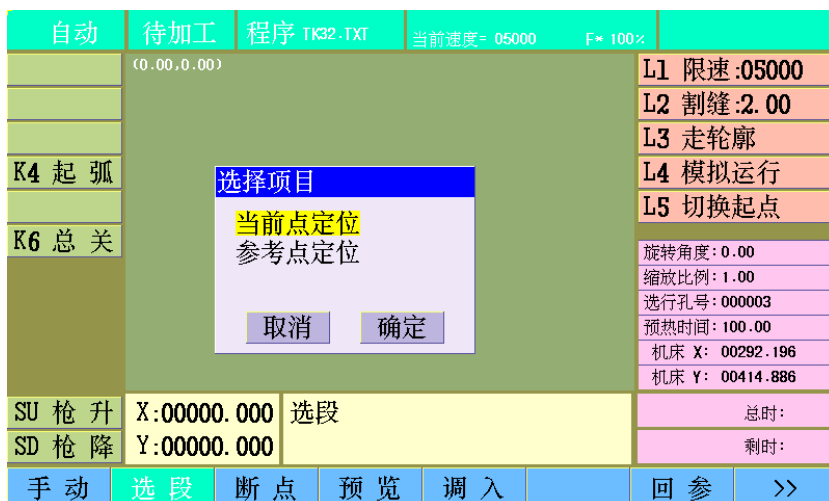 自动 待加工 程序 TK32.TXT 当前速度= 05000 F* 100%
(0.00,0.00)
L1 限速:05000
L2 割缝:2.00
L3 走轮廓
K4 起 弧
L4 模拟运行
L5 切换起点
K6 总 关
选择项目
当前点定位
参考点定位
取消 确定
旋转角度:0.00
缩放比例:1.00
选行孔号:000003
预热时间:100.00
机床 X: 00292.196
机床 Y: 00414.886
SU 枪 升 X:00000.000 选段 总时:
SD 枪 降 Y:00000.000 剩时:
手 动 选 段 断 点 预 览 调 入 回 参 >>